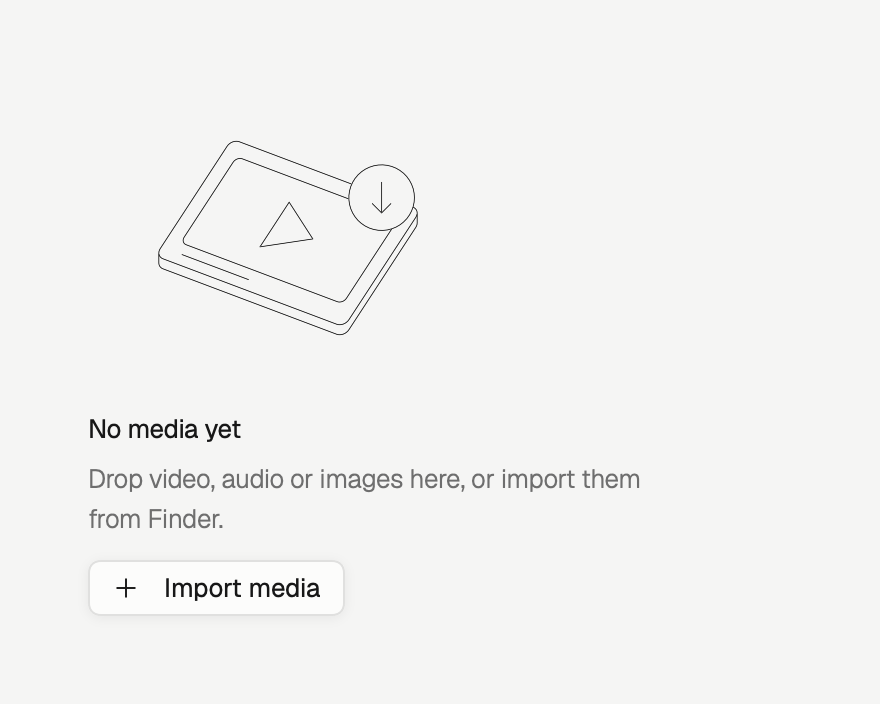 No media yet
Drop video, audio or images here, or import them
from Finder.
Import media